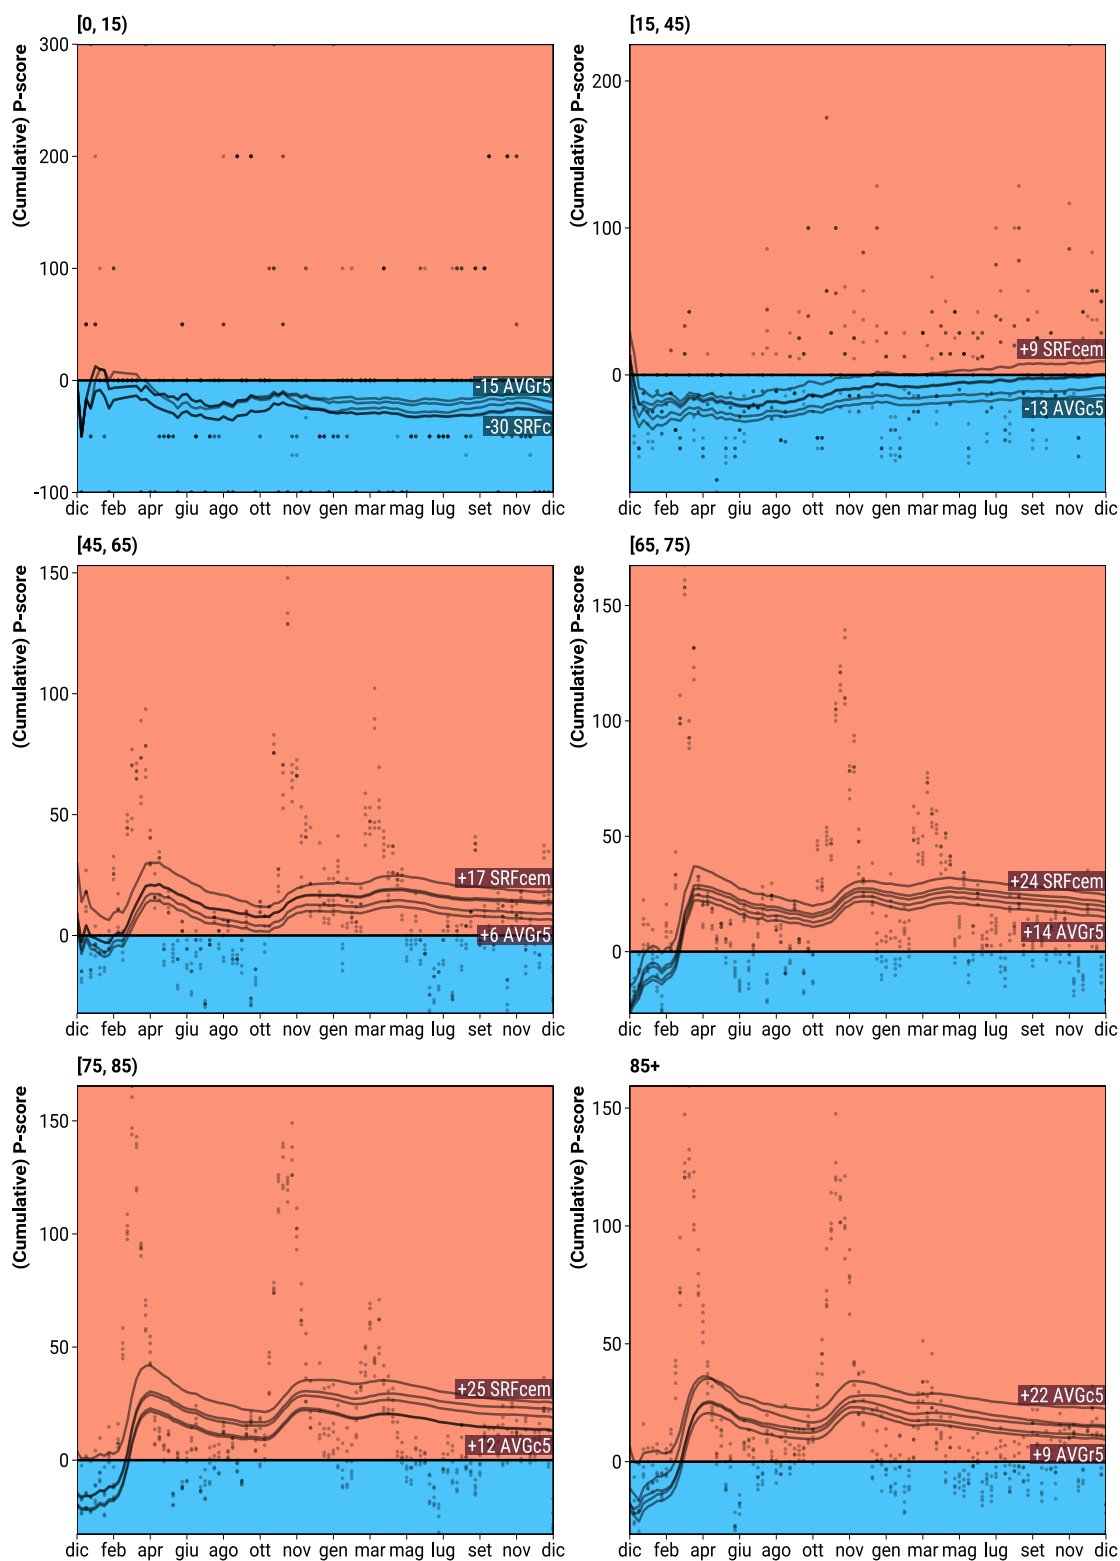 [0, 15)
(Cumulative) P-score
300
200
100
0
-100
-15 AVGr5
-30 SRFc
dic feb apr giu ago ott nov gen mar mag lug set nov dic
[15, 45)
(Cumulative) P-score
200
100
0
+9 SRFcem
-13 AVGc5
dic feb apr giu ago ott nov gen mar mag lug set nov dic
[45, 65)
(Cumulative) P-score
150
100
50
0
+17 SRFcem
+6 AVGr5
dic feb apr giu ago ott nov gen mar mag lug set nov dic
[65, 75)
(Cumulative) P-score
150
100
50
0
+24 SRFcem
+14 AVGr5
dic feb apr giu ago ott nov gen mar mag lug set nov dic
[75, 85)
(Cumulative) P-score
150
100
50
0
+25 SRFcem
+12 AVGc5
dic feb apr giu ago ott nov gen mar mag lug set nov dic
85+
(Cumulative) P-score
150
100
50
0
+22 AVGc5
+9 AVGr5
dic feb apr giu ago ott nov gen mar mag lug set nov dic